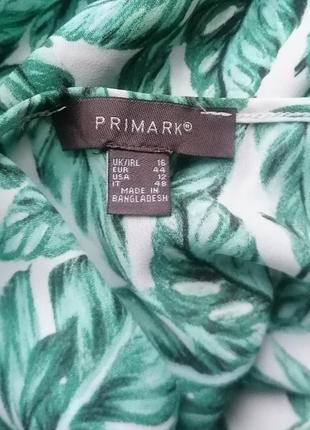 PRIMARK®
UK/IRL 16
EUR 44
USA 12
IT 48
MADE IN
BANGLADESH